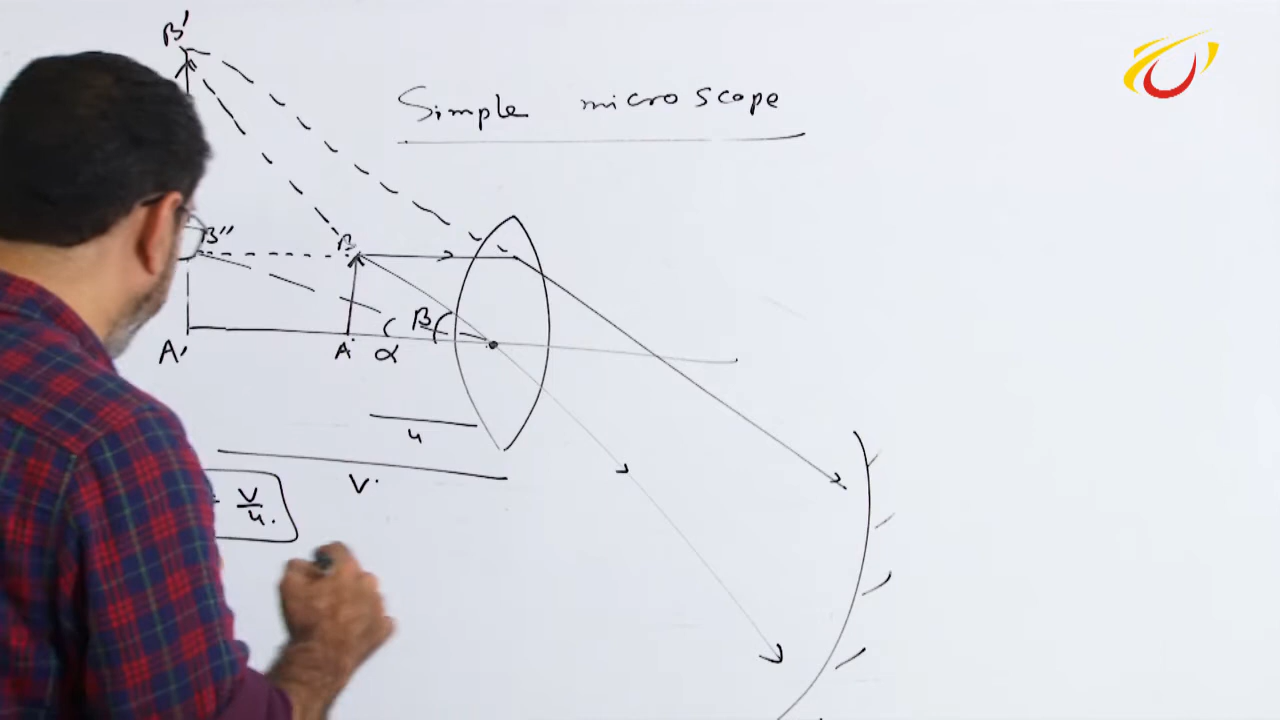 B'
Simple microscope
B"
B
β
A'
A
α
u
V.
V/u.